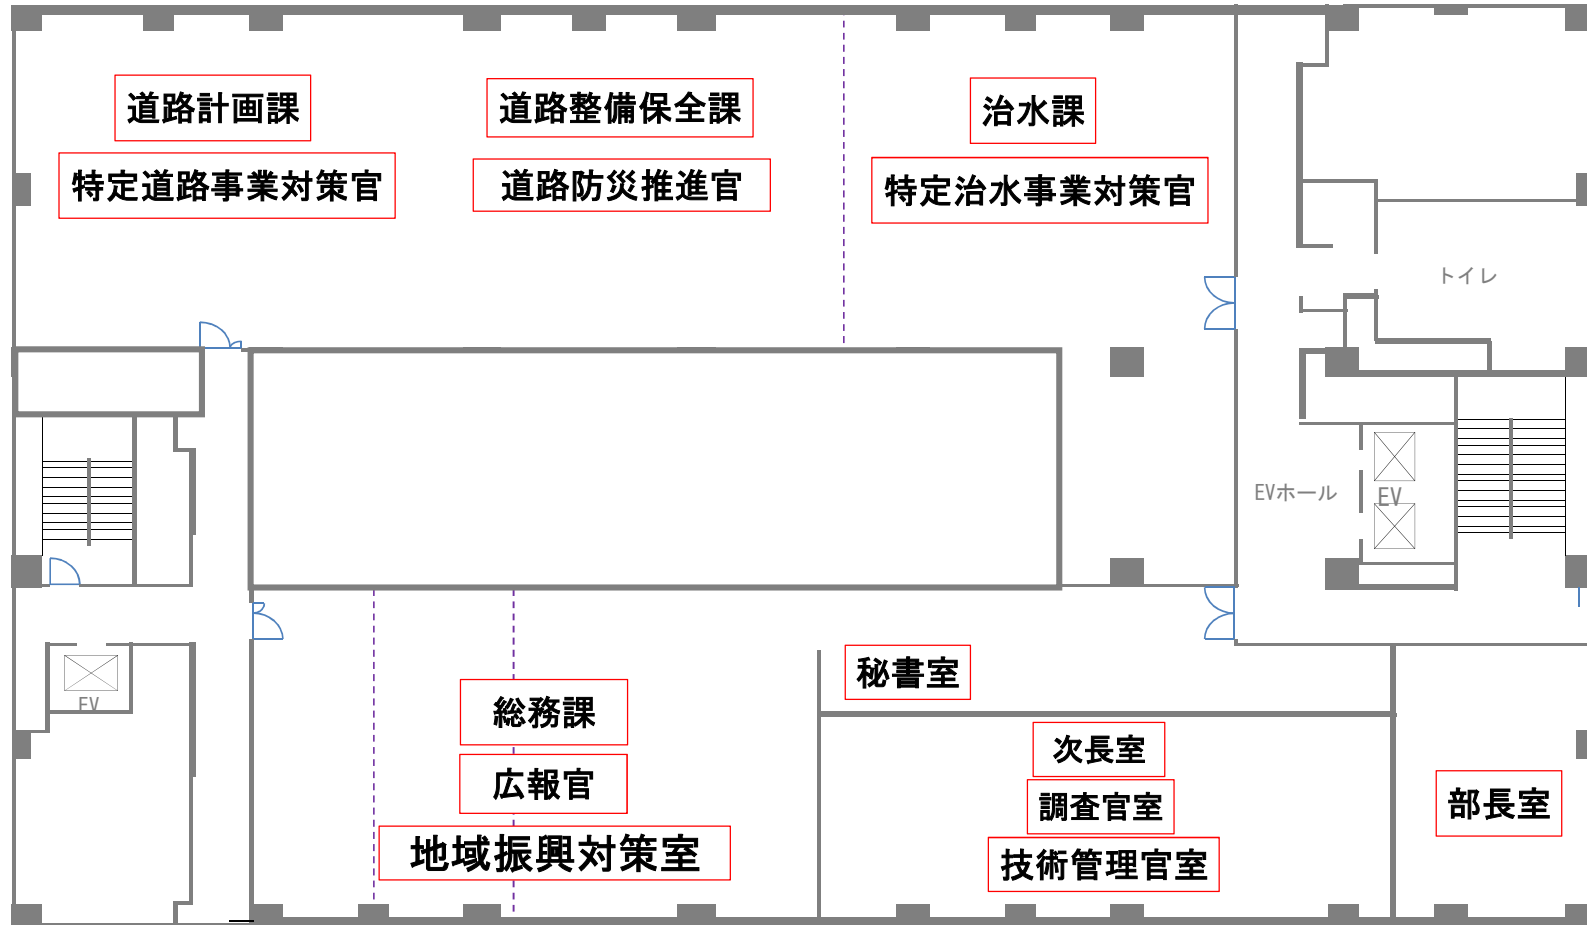 道路計画課
道路整備保全課
治水課
特定道路事業対策官
道路防災推進官
特定治水事業対策官
トイレ
EVホール
EV
秘書室
EV
総務課
次長室
広報官
調査官室
部長室
地域振興対策室
技術管理官室